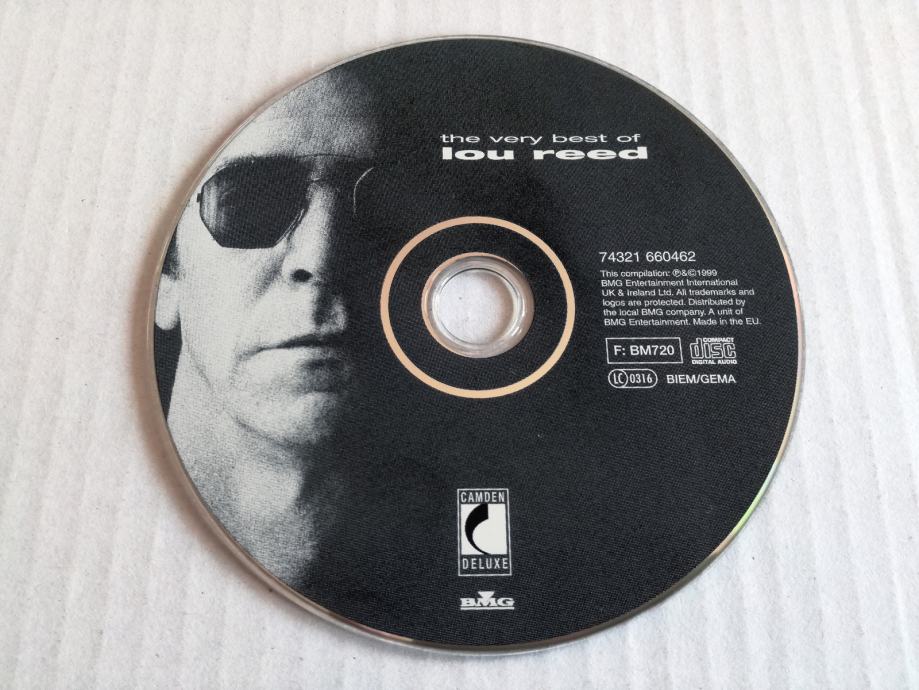 the very best of
lou reed
74321 660462
This compilation: ℗&©1999
BMG Entertainment International
UK & Ireland Ltd. All trademarks and
logos are protected. Distributed by
the local BMG company. A unit of
BMG Entertainment. Made in the EU.
F: BM720
COMPACT
disc
DIGITAL AUDIO
LC 0316
BIEM/GEMA
CAMDEN
DELUXE
BMG